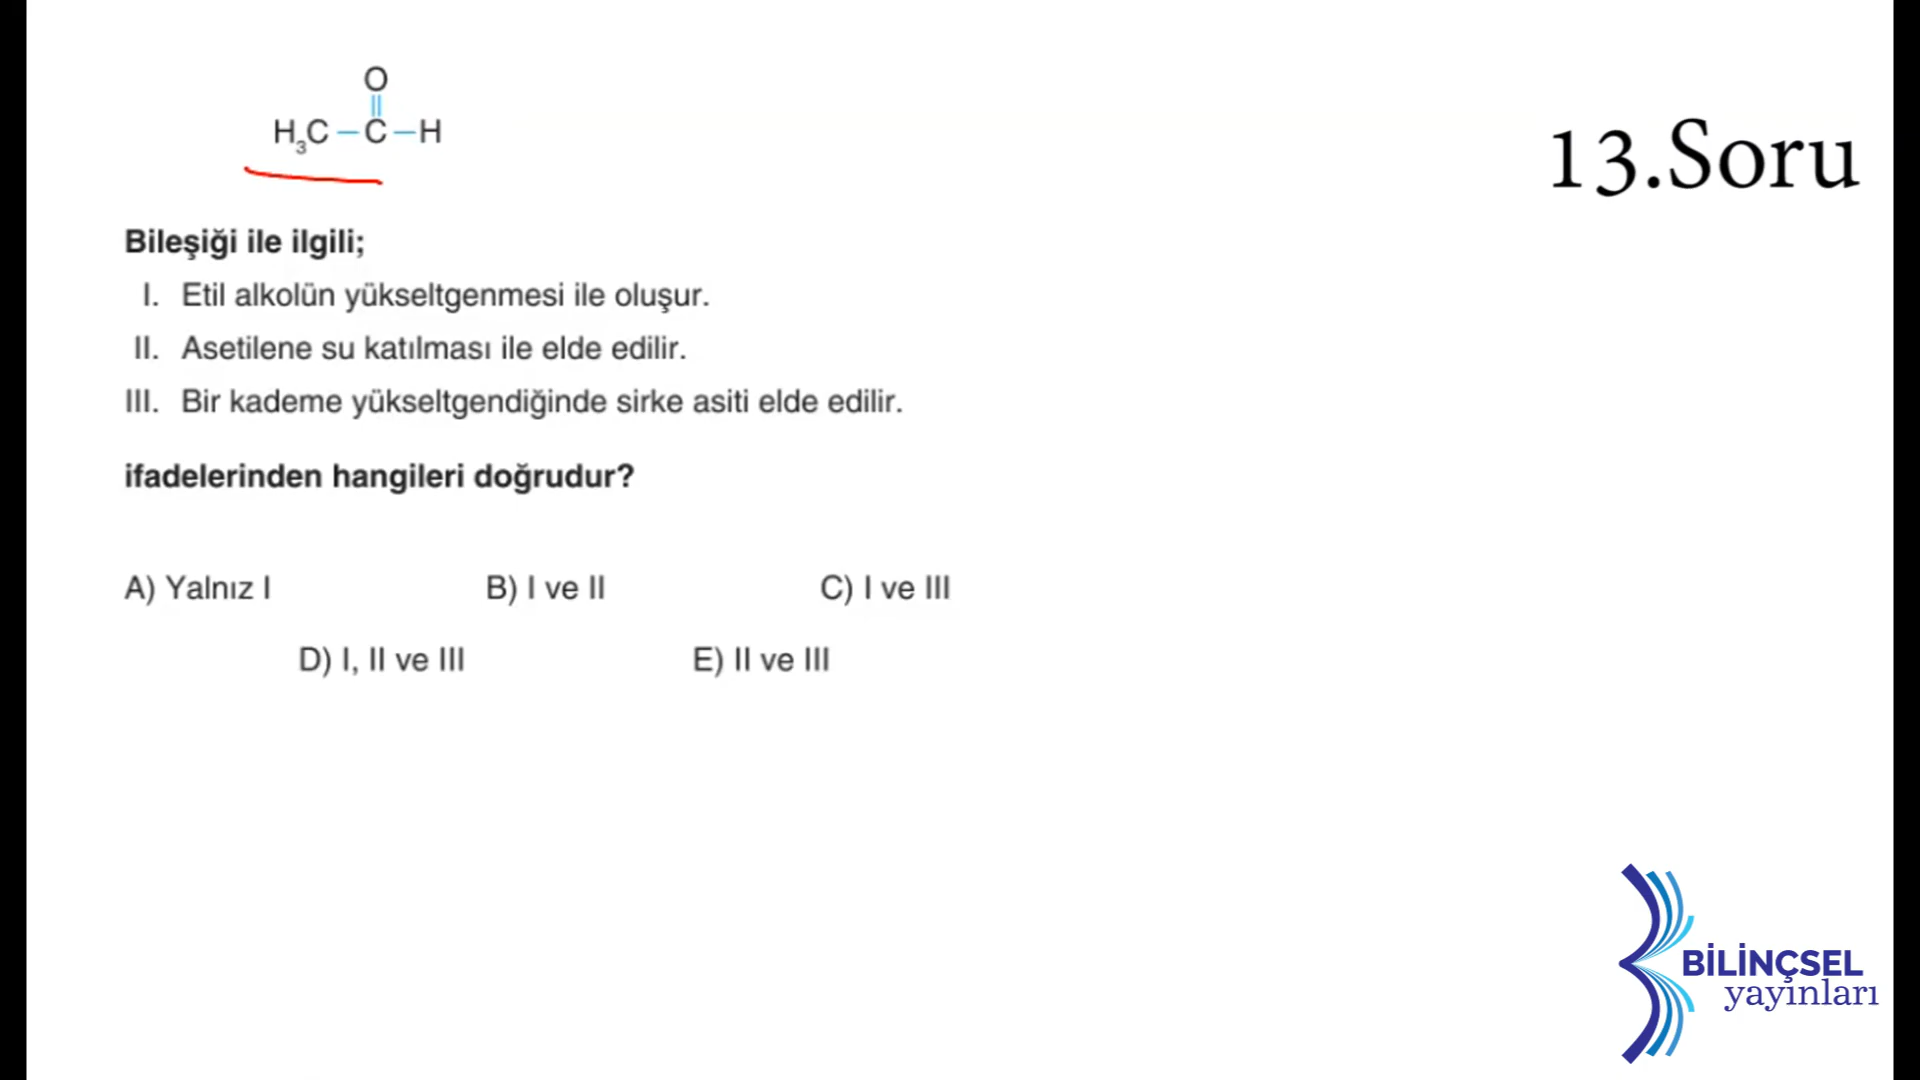 O
H₃C – C – H
13.Soru
Bileşiği ile ilgili;
I. Etil alkolün yükseltgenmesi ile oluşur.
II. Asetilene su katılması ile elde edilir.
III. Bir kademe yükseltgendiğinde sirke asiti elde edilir.
ifadelerinden hangileri doğrudur?
A) Yalnız I B) I ve II C) I ve III
D) I, II ve III E) II ve III
BİLİNÇSEL
yayınları